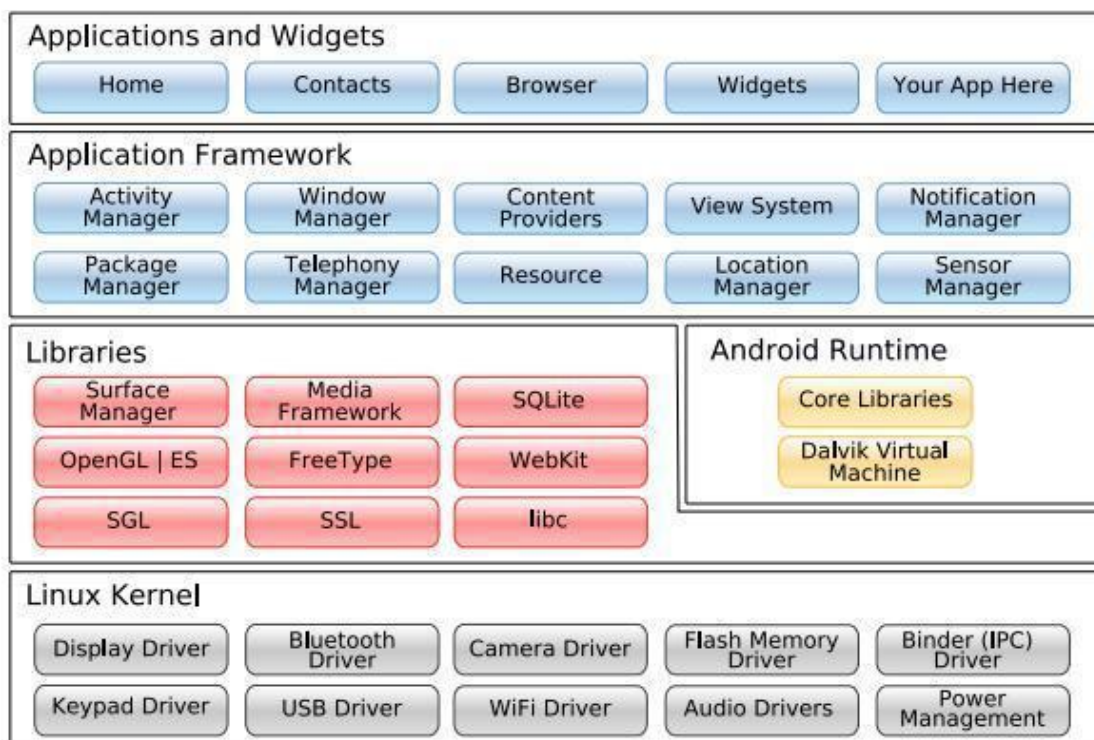 Applications and Widgets
Home
Contacts
Browser
Widgets
Your App Here
Application Framework
Activity
Manager
Window
Manager
Content
Providers
View System
Notification
Manager
Package
Manager
Telephony
Manager
Resource
Location
Manager
Sensor
Manager
Libraries
Surface
Manager
Media
Framework
SQLite
OpenGL | ES
FreeType
WebKit
SGL
SSL
libc
Android Runtime
Core Libraries
Dalvik Virtual
Machine
Linux Kernel
Display Driver
Bluetooth
Driver
Camera Driver
Flash Memory
Driver
Binder (IPC)
Driver
Keypad Driver
USB Driver
WiFi Driver
Audio Drivers
Power
Management